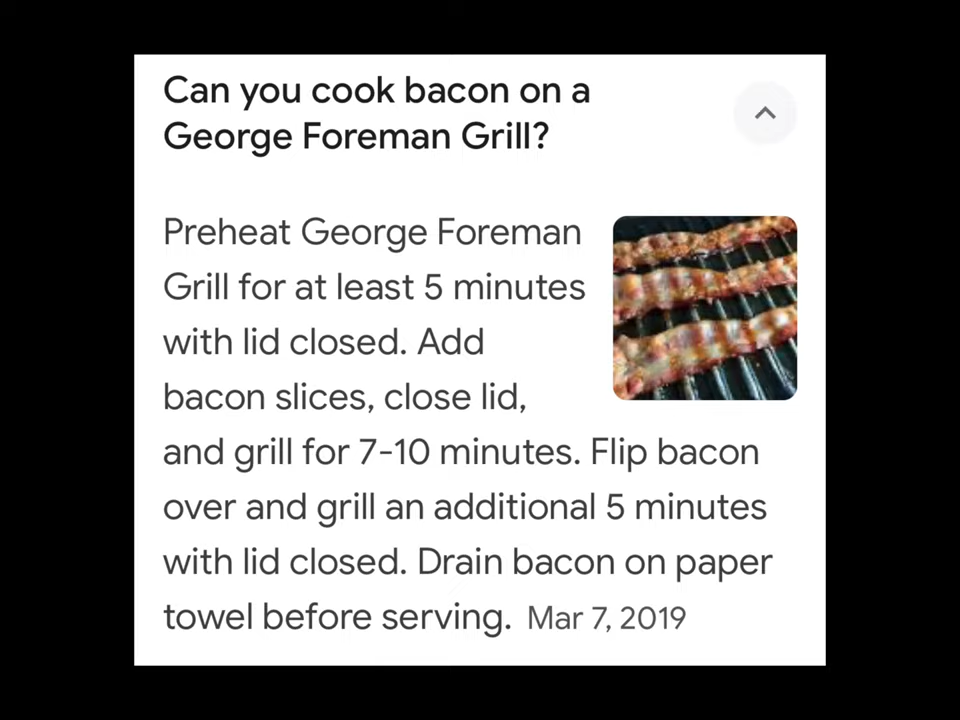 Can you cook bacon on a
George Foreman Grill?
Preheat George Foreman
Grill for at least 5 minutes
with lid closed. Add
bacon slices, close lid,
and grill for 7-10 minutes. Flip bacon
over and grill an additional 5 minutes
with lid closed. Drain bacon on paper
towel before serving. Mar 7, 2019